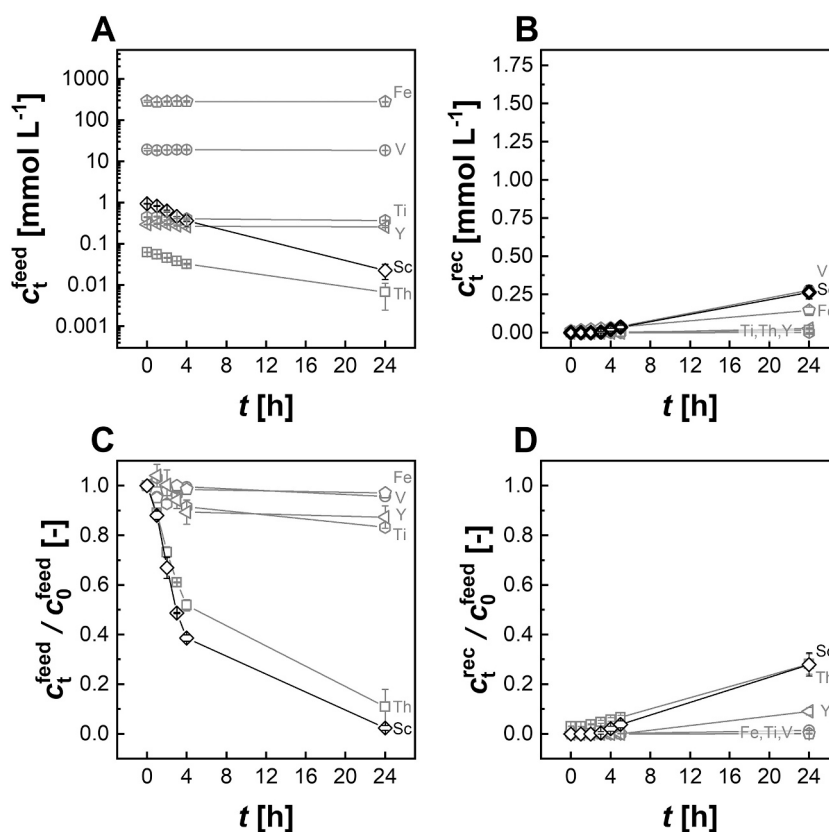 A
c_t^feed [mmol L^-1]
1000
100
10
1
0.1
0.01
0.001
Fe
V
Ti
Y
Sc
Th
0 4 8 12 16 20 24
t [h]
B
c_t^rec [mmol L^-1]
1.75
1.50
1.25
1.00
0.75
0.50
0.25
0.00
V
Sc
Fe
Ti,Th,Y
0 4 8 12 16 20 24
t [h]
C
c_t^feed / c_0^feed [-]
1.0
0.8
0.6
0.4
0.2
0.0
Fe
V
Y
Ti
Th
Sc
0 4 8 12 16 20 24
t [h]
D
c_t^rec / c_0^feed [-]
1.0
0.8
0.6
0.4
0.2
0.0
Sc
Th
Y
Fe,Ti,V
0 4 8 12 16 20 24
t [h]